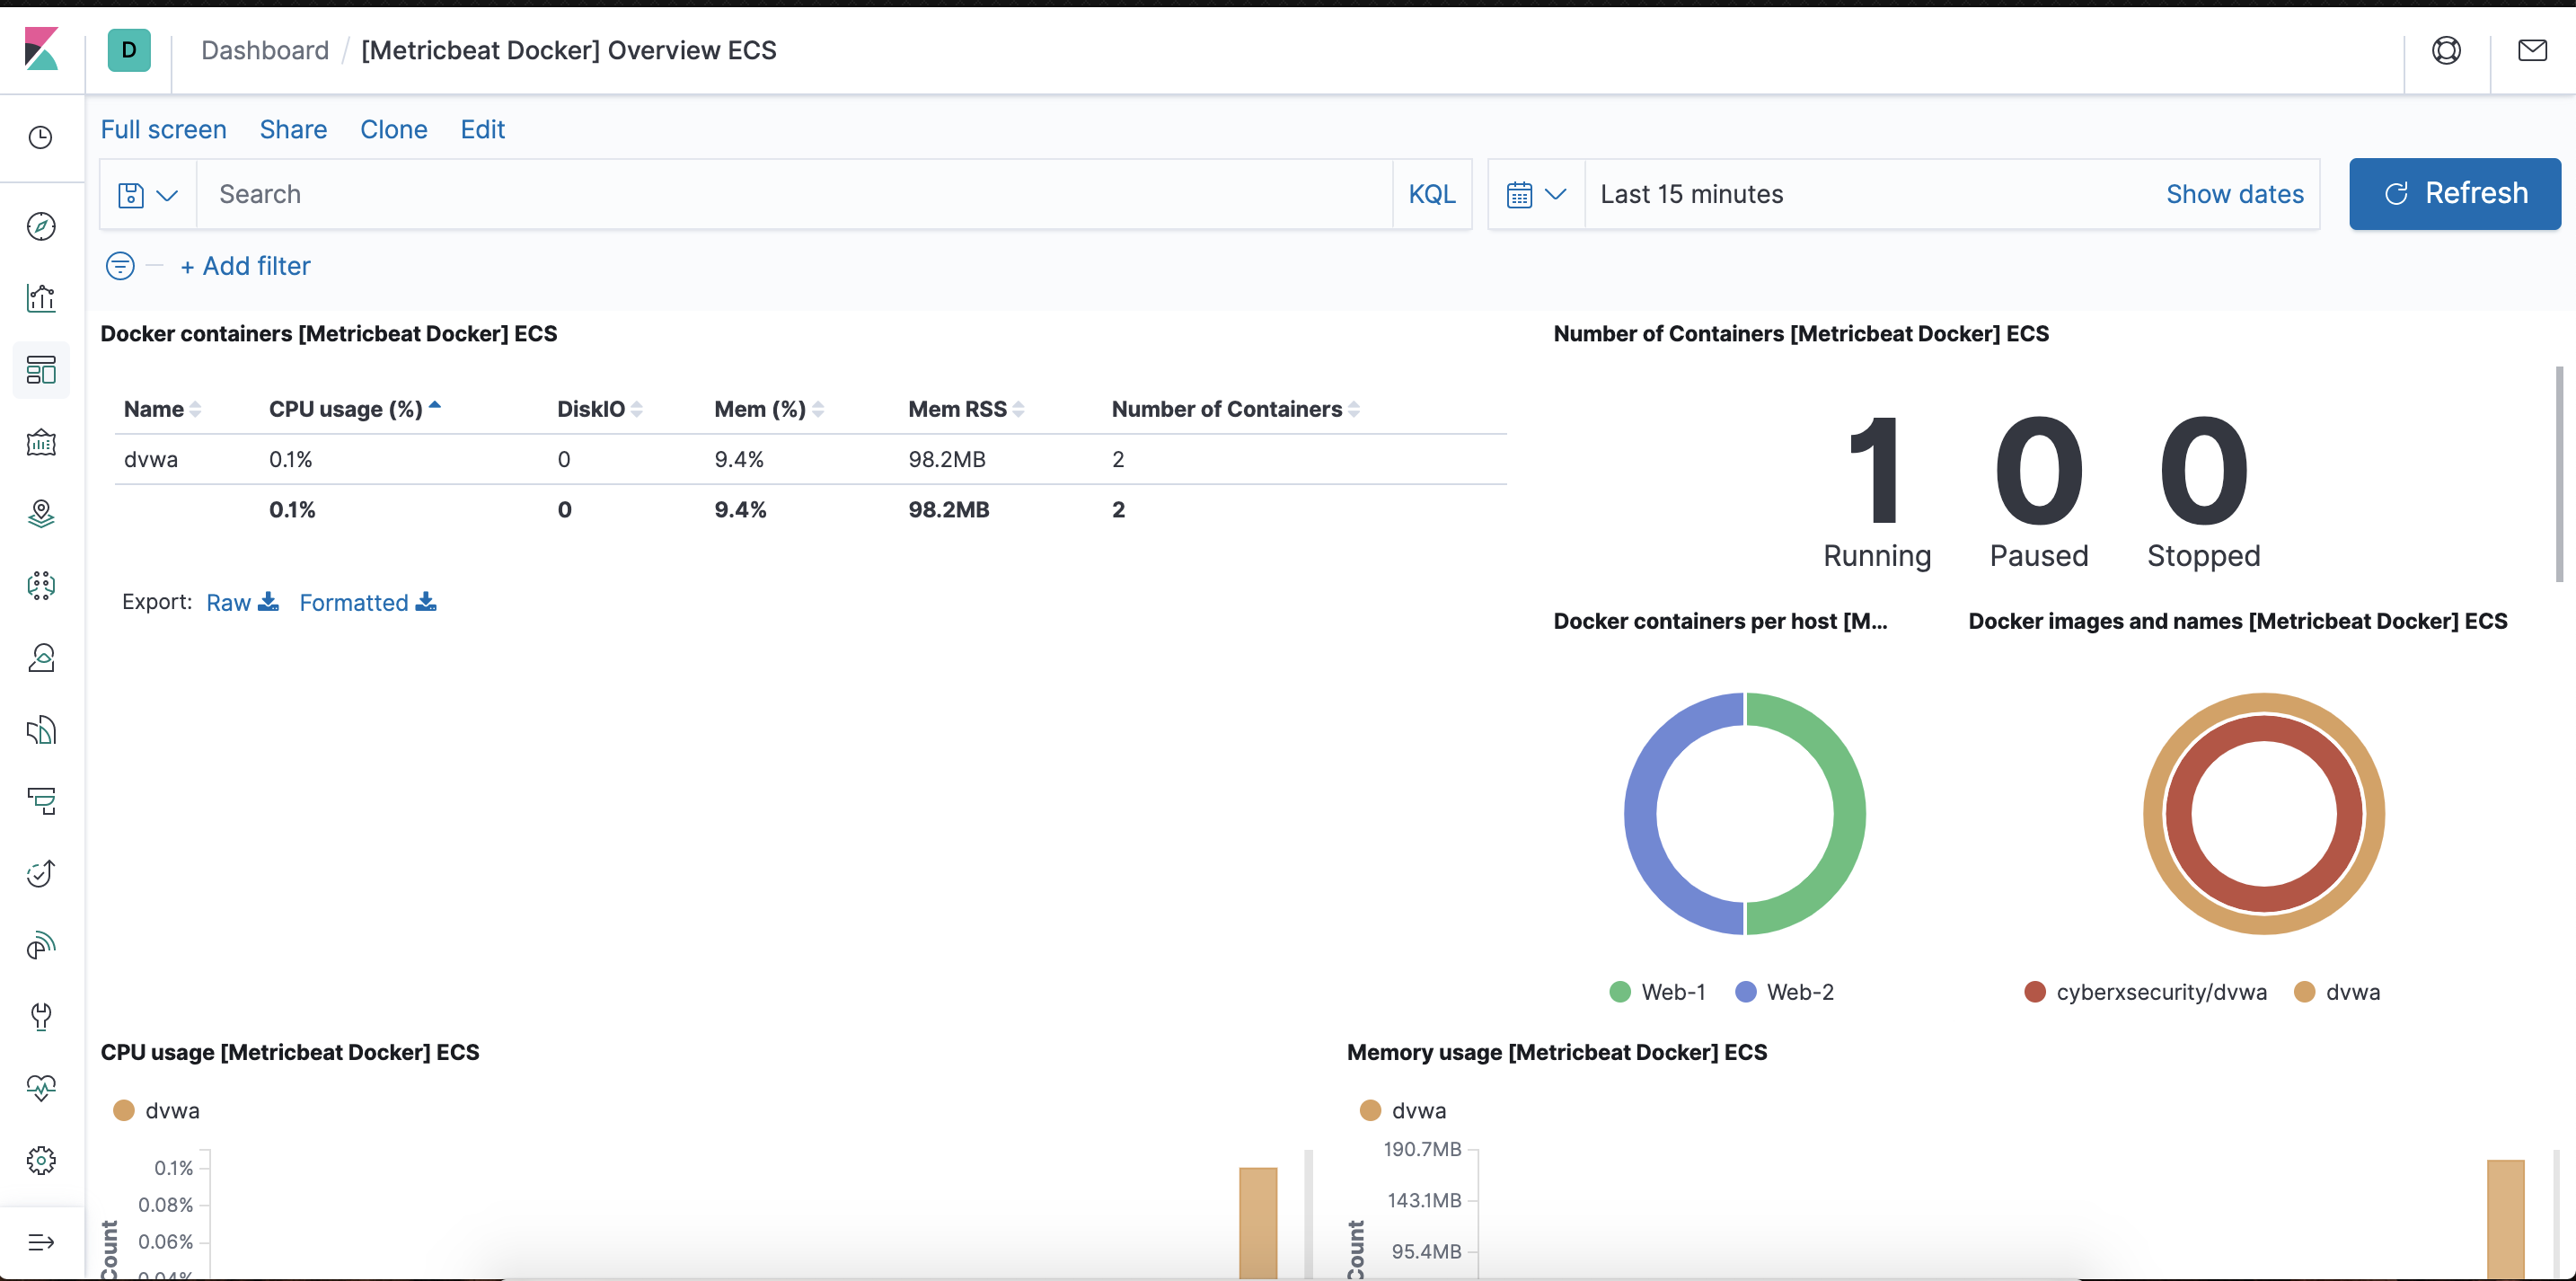 D
Dashboard / [Metricbeat Docker] Overview ECS
Full screen Share Clone Edit
Search KQL Last 15 minutes Show dates Refresh
+ Add filter
Docker containers [Metricbeat Docker] ECS
Name CPU usage (%) DiskIO Mem (%) Mem RSS Number of Containers
dvwa 0.1% 0 9.4% 98.2MB 2
0.1% 0 9.4% 98.2MB 2
Export: Raw Formatted
Number of Containers [Metricbeat Docker] ECS
1 0 0
Running Paused Stopped
Docker containers per host [M...
Web-1 Web-2
Docker images and names [Metricbeat Docker] ECS
cyberxsecurity/dvwa dvwa
CPU usage [Metricbeat Docker] ECS
dvwa
0.1%
0.08%
0.06%
0.04%
Count
Memory usage [Metricbeat Docker] ECS
dvwa
190.7MB
143.1MB
95.4MB
Count